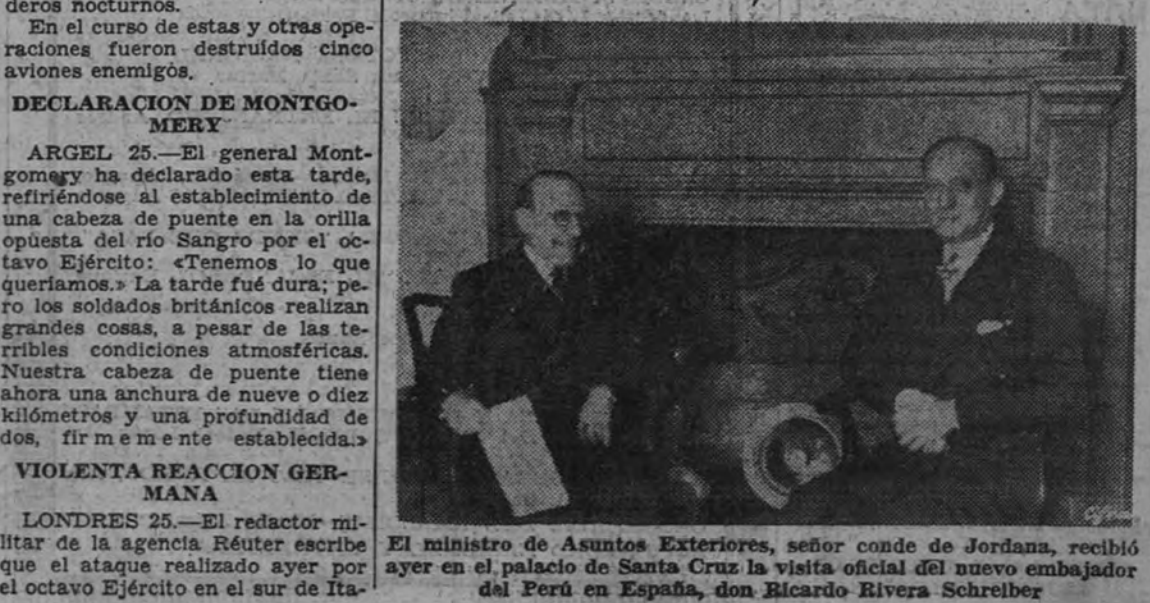 deros nocturnos.
En el curso de estas y otras ope-
raciones fueron destruídos cinco
aviones enemigos.
DECLARACION DE MONTGO-
MERY
ARGEL 25.—El general Mont-
gomery ha declarado esta tarde,
refiriéndose al establecimiento de
una cabeza de puente en la orilla
opuesta del río Sangro por el oc-
tavo Ejército: «Tenemos lo que
queríamos.» La tarde fué dura; pe-
ro los soldados británicos realizan
grandes cosas, a pesar de las te-
rribles condiciones atmosféricas.
Nuestra cabeza de puente tiene
ahora una anchura de nueve o diez
kilómetros y una profundidad de
dos, firmemente establecida.»
VIOLENTA REACCION GER-
MANA
LONDRES 25.—El redactor mi-
litar de la agencia Réuter escribe
que el ataque realizado ayer por
el octavo Ejército en el sur de Ita-
El ministro de Asuntos Exteriores, señor conde de Jordana, recibió
ayer en el palacio de Santa Cruz la visita oficial del nuevo embajador
del Perú en España, don Ricardo Rivera Schreiber